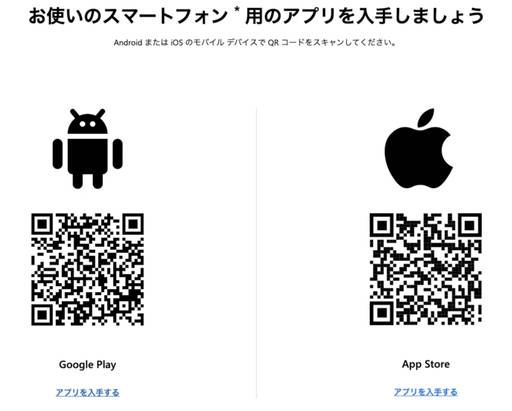 お使いのスマートフォン * 用のアプリを入手しましょう
Android または iOS のモバイル デバイスで QR コードをスキャンしてください。
Google Play
App Store
アプリを入手する
アプリを入手する